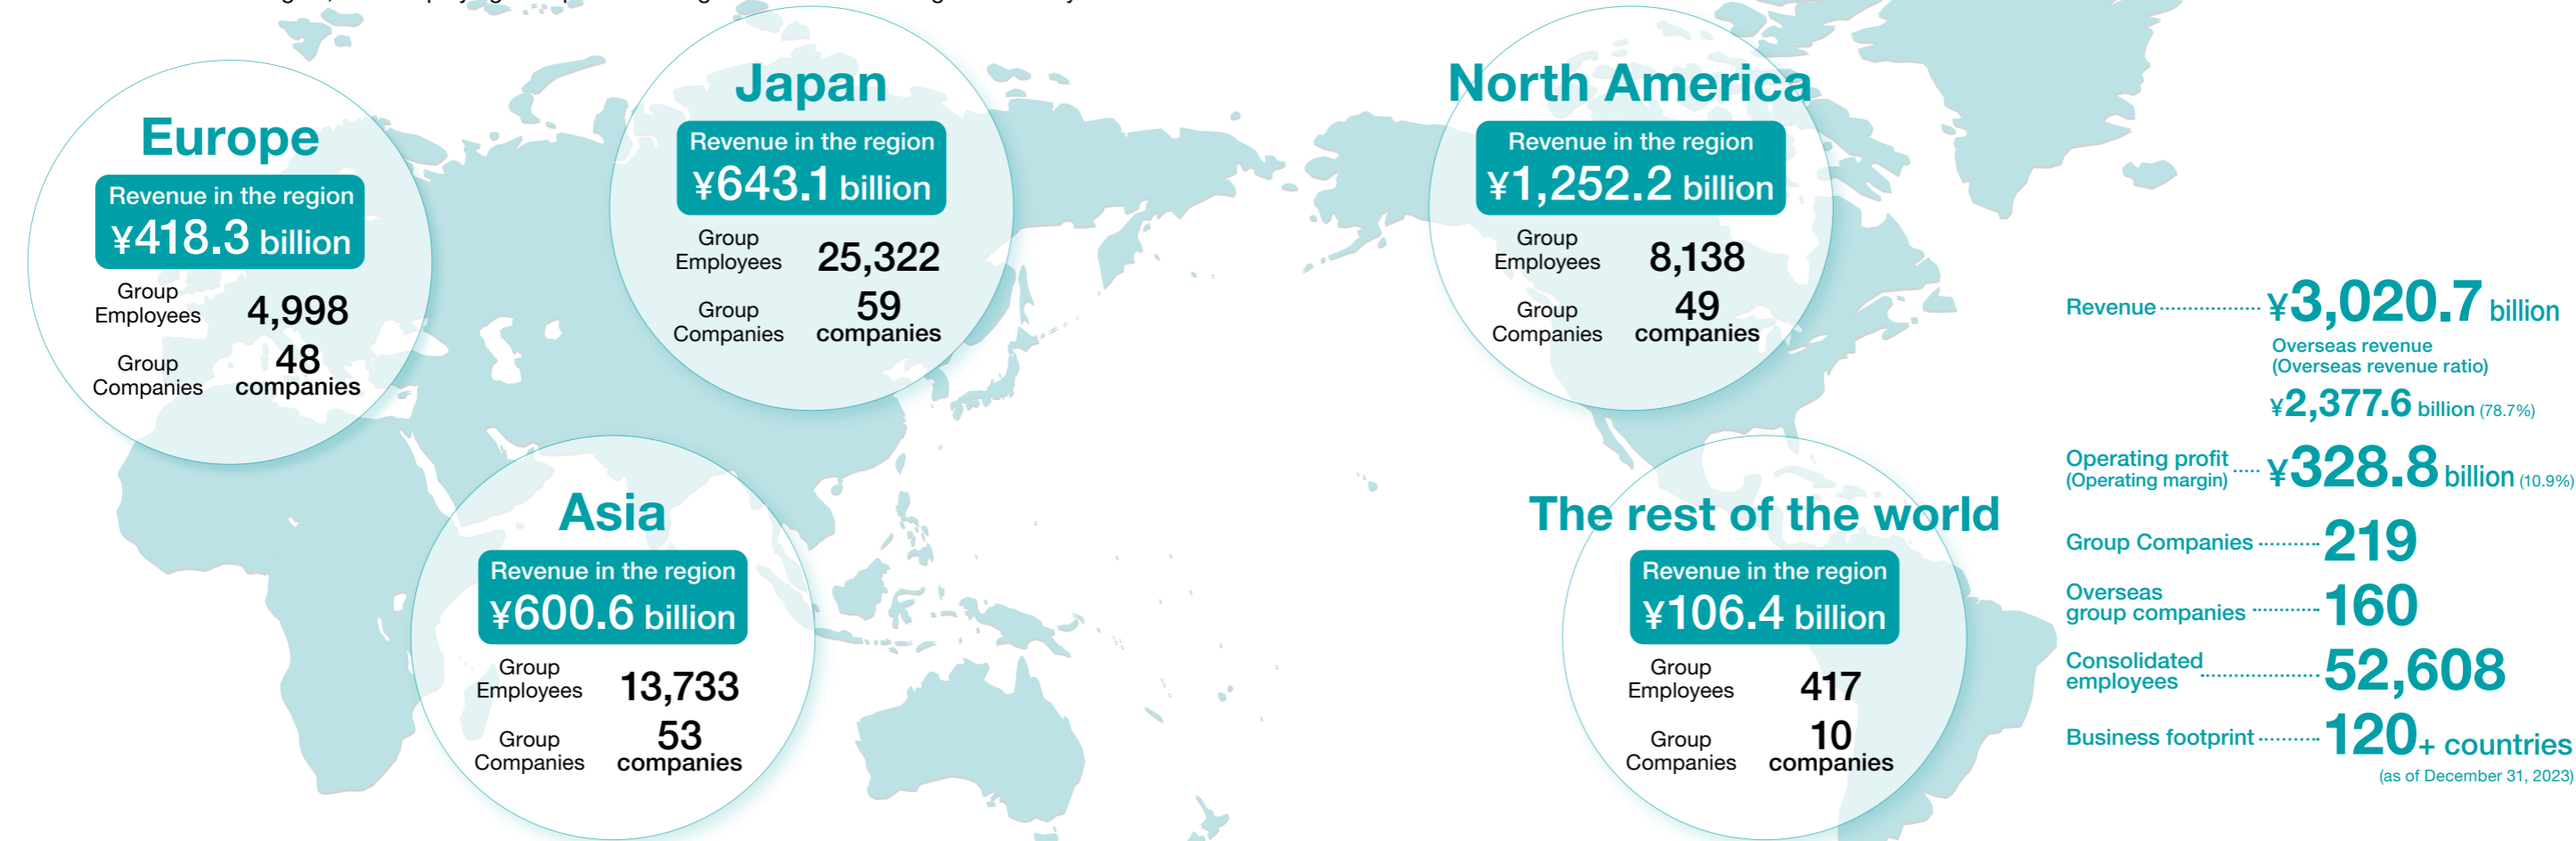 Europe
Revenue in the region
¥418.3 billion
Group
Employees
4,998
Group
Companies
48
companies
Japan
Revenue in the region
¥643.1 billion
Group
Employees
25,322
Group
Companies
59
companies
Asia
Revenue in the region
¥600.6 billion
Group
Employees
13,733
Group
Companies
53
companies
North America
Revenue in the region
¥1,252.2 billion
Group
Employees
8,138
Group
Companies
49
companies
The rest of the world
Revenue in the region
¥106.4 billion
Group
Employees
417
Group
Companies
10
companies
Revenue ¥3,020.7 billion
Overseas revenue
(Overseas revenue ratio)
¥2,377.6 billion (78.7%)
Operating profit
(Operating margin) ¥328.8 billion (10.9%)
Group Companies 219
Overseas
group companies 160
Consolidated
employees 52,608
Business footprint 120+ countries
(as of December 31, 2023)